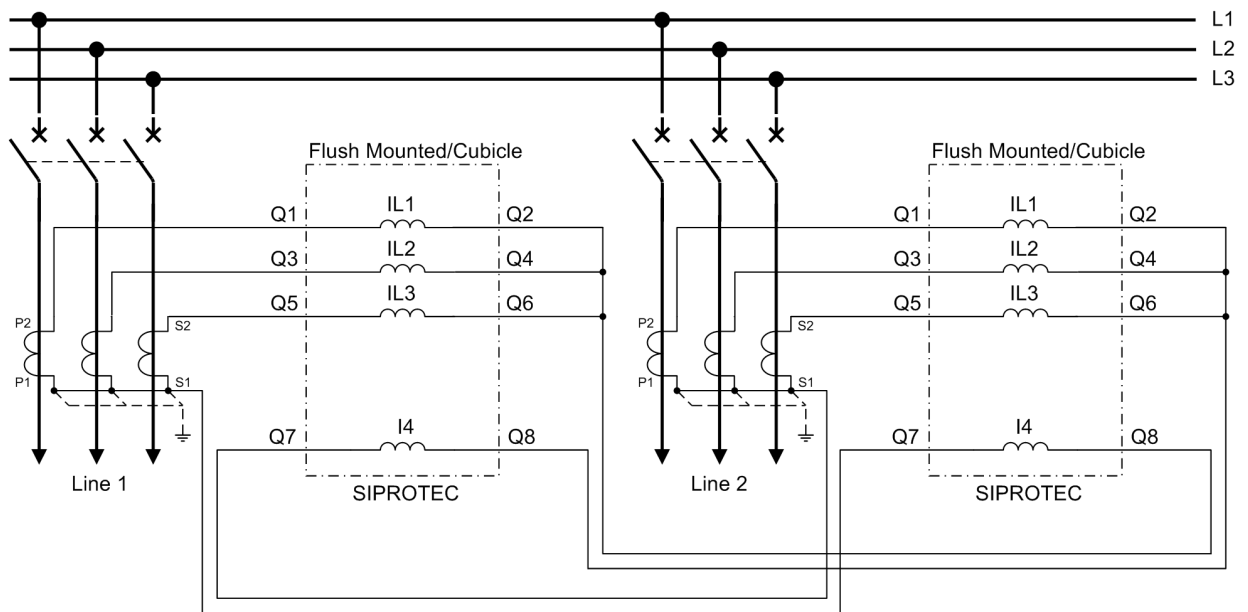 L1
L2
L3
Flush Mounted/Cubicle
Flush Mounted/Cubicle
Q1 IL1 Q2
Q1 IL1 Q2
Q3 IL2 Q4
Q3 IL2 Q4
Q5 IL3 Q6
Q5 IL3 Q6
P2 S2
P2 S2
P1 S1
P1 S1
Q7 I4 Q8
Q7 I4 Q8
Line 1
SIPROTEC
Line 2
SIPROTEC